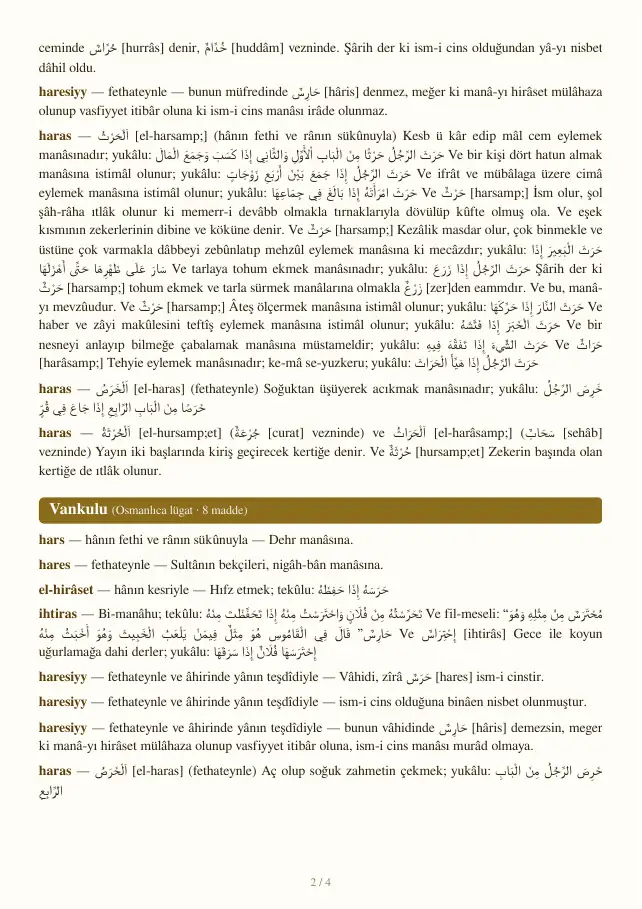 ceminde حُرَّاسٌ [hurrâs] denir, خُدَّامٌ [huddâm] vezninde. Şârih der ki ism-i cins olduğundan yâ-yı nisbet
dâhil oldu.
haresiyy — fethateynle — bunun müfredinde حَارِسٌ [hâris] denmez, meğer ki manâ-yı hirâset mülâhaza
olunup vasfiyyet itibâr oluna ki ism-i cins manâsı irâde olunmaz.
haras — اَلْحَرْثُ [el-harsamp;] (hânın fethi ve rânın sükûnuyla) Kesb ü kâr edip mâl cem eylemek
manâsınadır; yukâlu: حَرَثَ الرَّجُلُ حَرْثًا مِنَ الْبَابِ اْلأَوَّلِ وَالثَّانِي إِذَا كَسَبَ وَجَمَعَ الْمَالَ Ve bir kişi dört hatun almak
manâsına istimâl olunur; yukâlu: حَرَثَ الرَّجُلُ إِذَا جَمَعَ بَيْنَ أَرْبَعِ زَوْجَاتٍ Ve ifrât ve mübâlaga üzere cimâ
eylemek manâsına istimâl olunur; yukâlu: حَرَثَ امْرَأَتَهُ إِذَا بَالَغَ فِي جِمَاعِهَا Ve حَرْثٌ [harsamp;] İsm olur, şol
şâh-râha ıtlâk olunur ki memerr-i devâbb olmakla tırnaklarıyla dövülüp kûfte olmuş ola. Ve eşek
kısmının zekerlerinin dibine ve köküne denir. Ve حَرْثٌ [harsamp;] Kezâlik masdar olur, çok binmekle ve
üstüne çok varmakla dâbbeyi zebûnlatıp mehzûl eylemek manâsına ki mecâzdır; yukâlu: حَرَثَ الْبَعِيرَ إِذَا
سَارَ عَلَى ظَهْرِهَا حَتَّى أَهْزَلَهَا Ve tarlaya tohum ekmek manâsınadır; yukâlu: حَرَثَ الرَّجُلُ إِذَا زَرَعَ Şârih der ki
حَرْثٌ [harsamp;] tohum ekmek ve tarla sürmek manâlarına olmakla زَرْعٌ [zer]den eammdır. Ve bu, manâ-
yı mevzûudur. Ve حَرْثٌ [harsamp;] Âteş ölçermek manâsına istimâl olunur; yukâlu: حَرَثَ النَّارَ إِذَا حَرَّكَهَا Ve
haber ve zâyi makûlesini teftîş eylemek manâsına istimâl olunur; yukâlu: حَرَثَ الْخَبَرَ إِذَا فَتَّشَهُ Ve bir
nesneyi anlayıp bilmeğe çabalamak manâsına müstameldir; yukâlu: حَرَثَ الشَّيْءَ إِذَا تَفَقَّهَ فِيهِ Ve حَرَاثٌ
[harâsamp;] Tehyie eylemek manâsınadır; ke-mâ se-yuzkeru; yukâlu: حَرَثَ الرَّجُلُ إِذَا هَيَّأَ الْحَرَاثَ
haras — اَلْخَرَصُ [el-haras] (fethateynle) Soğuktan üşüyerek acıkmak manâsınadır; yukâlu: خَرِصَ الرَّجُلُ
خَرَصًا مِنَ الْبَابِ الرَّابِعِ إِذَا جَاعَ فِي قُرٍّ
haras — اَلْحُرْثَةُ [el-hursamp;et] (جُرْعَةٌ [curat] vezninde) ve اَلْحَرَاثُ [el-harâsamp;] (سَحَابٌ [sehâb]
vezninde) Yayın iki başlarında kiriş geçirecek kertiğe denir. Ve حُرْثَةٌ [hursamp;et] Zekerin başında olan
kertiğe de ıtlâk olunur.
Vankulu (Osmanlıca lügat · 8 madde)
hars — hânın fethi ve rânın sükûnuyla — Dehr manâsına.
hares — fethateynle — Sultânın bekçileri, nigâh-bân manâsına.
el-hirâset — hânın kesriyle — Hıfz etmek; tekûlu: حَرَسَهُ إِذَا حَفِظَهُ
ihtiras — Bi-manâhu; tekûlu: تَحَرَّسْتُهُ مِنْ فُلَانٍ وَاحْتَرَسْتُ مِنْهُ إِذَا تَحَفَّظْتَ مِنْهُ Ve fil-meseli: “مُحْتَرَسٌ مِنْ مِثْلِهِ وَهُوَ
حَارِسٌ” قَالَ فِي الْقَامُوسِ هُوَ مِثْلٌ فِيمَنْ يَلْعَبُ الْخَبِيثَ وَهُوَ أَخْبَثُ مِنْهُ Ve إِحْتِرَاسٌ [ihtirâs] Gece ile koyun
uğurlamağa dahi derler; yukâlu: إِحْتَرَسَهَا فُلَانٌ إِذَا سَرَقَهَا
haresiyy — fethateynle ve âhirinde yânın teşdîdiyle — Vâhidi, zîrâ حَرَسٌ [hares] ism-i cinstir.
haresiyy — fethateynle ve âhirinde yânın teşdîdiyle — ism-i cins olduğuna binâen nisbet olunmuştur.
haresiyy — fethateynle ve âhirinde yânın teşdîdiyle — bunun vâhidinde حَارِسٌ [hâris] demezsin, meger
ki manâ-yı hirâset mülâhaza olunup vasfiyyet itibâr oluna, ism-i cins manâsı murâd olmaya.
haras — اَلْخَرَصُ [el-haras] (fethateynle) Aç olup soğuk zahmetin çekmek; yukâlu: خَرِصَ الرَّجُلُ مِنَ الْبَابِ
الرَّابِعِ
2 / 4